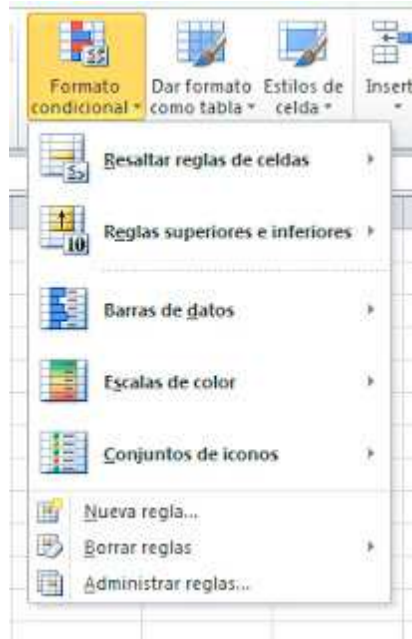 Formato condicional
Dar formato como tabla
Estilos de celda
Insert
Resaltar reglas de celdas
10
Reglas superiores e inferiores
Barras de datos
Escalas de color
Conjuntos de iconos
Nueva regla...
Borrar reglas
Administrar reglas...